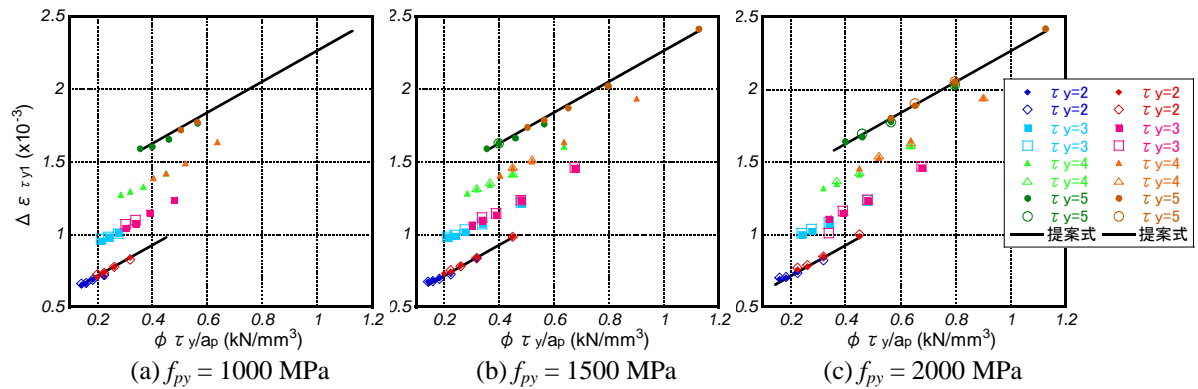 2.5
2
1.5
1
0.5
Δ ε τ y1 (x10⁻³)
0.2 0.4 0.6 0.8 1 1.2
φ τ y/ap (kN/mm³)
(a) fpy = 1000 MPa
2.5
2
1.5
1
0.5
0.2 0.4 0.6 0.8 1 1.2
φ τ y/ap (kN/mm³)
(b) fpy = 1500 MPa
2.5
2
1.5
1
0.5
0.2 0.4 0.6 0.8 1 1.2
φ τ y/ap (kN/mm³)
(c) fpy = 2000 MPa
τ y=2 τ y=2
τ y=2 τ y=2
τ y=3 τ y=3
τ y=3 τ y=3
τ y=4 τ y=4
τ y=4 τ y=4
τ y=5 τ y=5
τ y=5 τ y=5
提案式 提案式